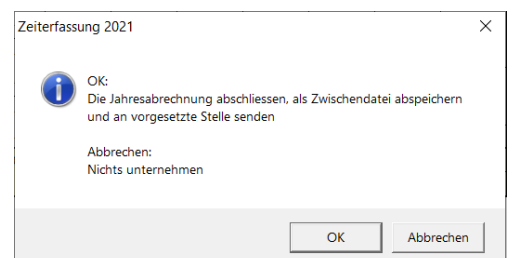 Zeiterfassung 2021
OK:
Die Jahresabrechnung abschliessen, als Zwischendatei abspeichern
und an vorgesetzte Stelle senden
Abbrechen:
Nichts unternehmen
OK
Abbrechen